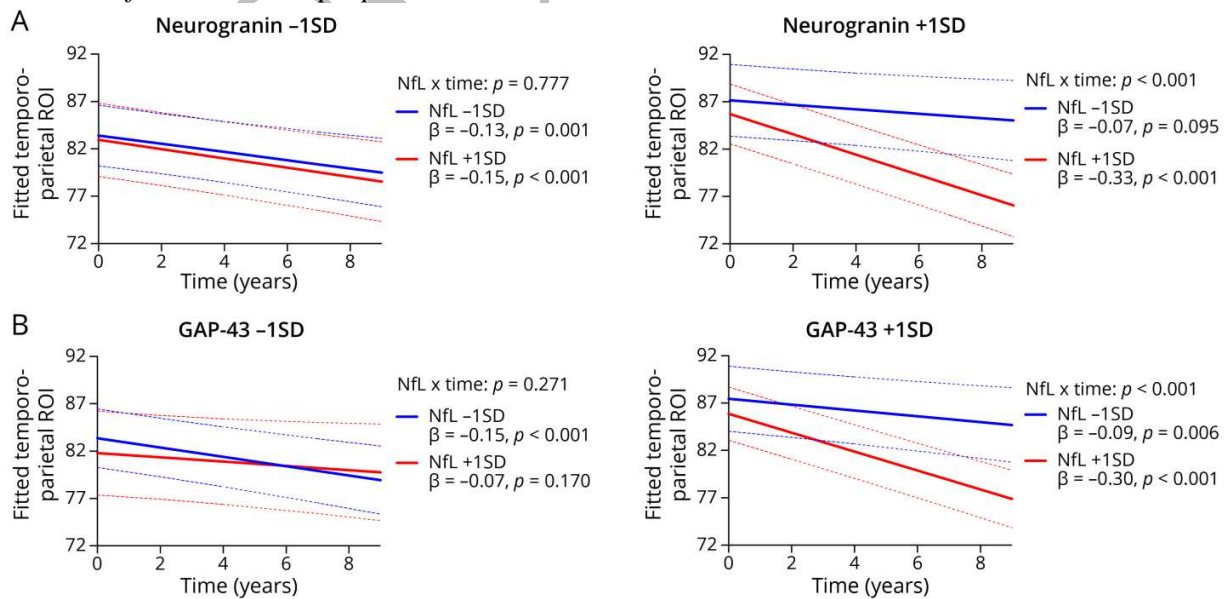 A
Neurogranin –1SD
Fitted temporo-
parietal ROI
92
87
82
77
72
0 2 4 6 8
Time (years)
NfL x time: p = 0.777
NfL –1SD
β = –0.13, p = 0.001
NfL +1SD
β = –0.15, p < 0.001
Neurogranin +1SD
Fitted temporo-
parietal ROI
92
87
82
77
72
0 2 4 6 8
Time (years)
NfL x time: p < 0.001
NfL –1SD
β = –0.07, p = 0.095
NfL +1SD
β = –0.33, p < 0.001
B
GAP-43 –1SD
Fitted temporo-
parietal ROI
92
87
82
77
72
0 2 4 6 8
Time (years)
NfL x time: p = 0.271
NfL –1SD
β = –0.15, p < 0.001
NfL +1SD
β = –0.07, p = 0.170
GAP-43 +1SD
Fitted temporo-
parietal ROI
92
87
82
77
72
0 2 4 6 8
Time (years)
NfL x time: p < 0.001
NfL –1SD
β = –0.09, p = 0.006
NfL +1SD
β = –0.30, p < 0.001